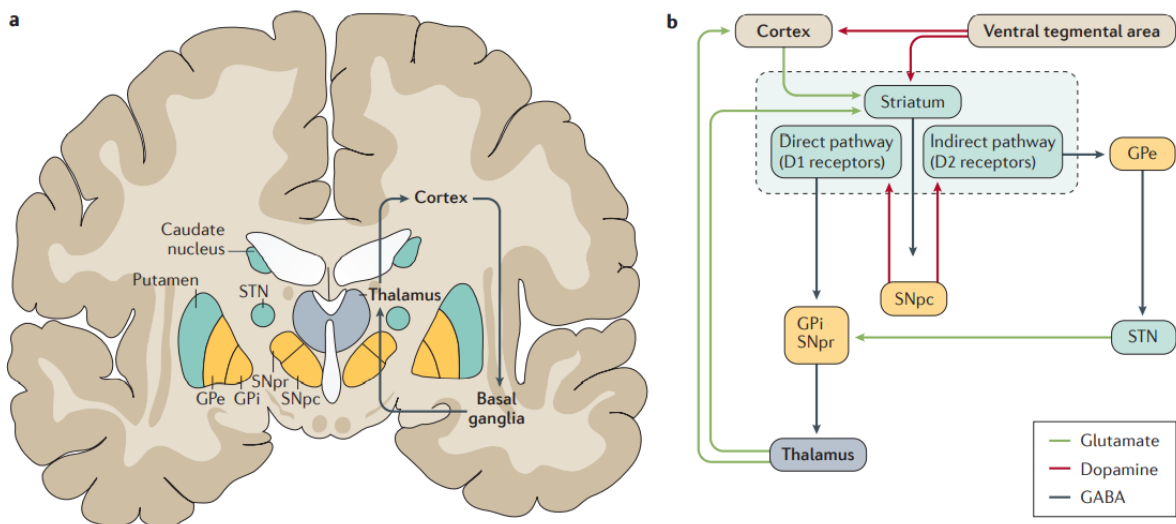 a
Cortex
Caudate
nucleus
Putamen
STN
Thalamus
SNpr
GPe
GPi
SNpc
Basal
ganglia
b
Cortex
Ventral tegmental area
Striatum
Direct pathway
(D1 receptors)
Indirect pathway
(D2 receptors)
GPe
SNpc
GPi
SNpr
STN
Thalamus
Glutamate
Dopamine
GABA